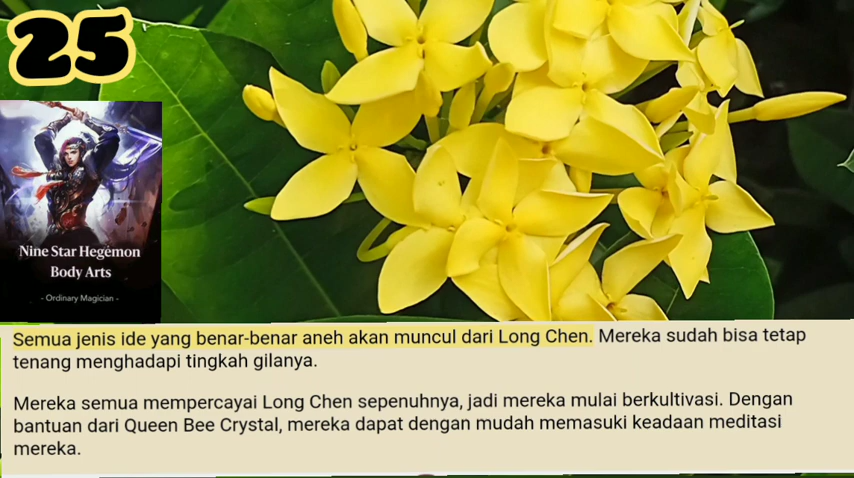 25
Nine Star Hegemon
Body Arts
- Ordinary Magician -
Semua jenis ide yang benar-benar aneh akan muncul dari Long Chen. Mereka sudah bisa tetap
tenang menghadapi tingkah gilanya.
Mereka semua mempercayai Long Chen sepenuhnya, jadi mereka mulai berkultivasi. Dengan
bantuan dari Queen Bee Crystal, mereka dapat dengan mudah memasuki keadaan meditasi
mereka.